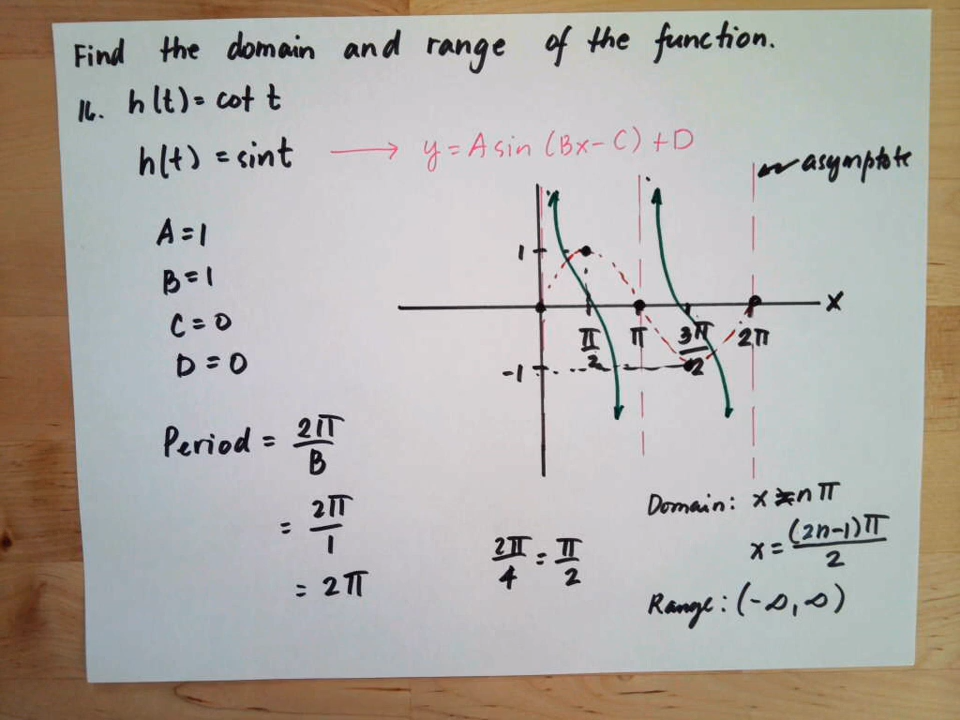 Find the domain and range of the function.
16. h(t) = cot t
h(t) = sint → y = A sin (Bx - C) + D
asymptote
A = 1
B = 1
C = 0
D = 0
1
x
π/2 π 3π/2 2π
-1
Period = 2π/B
= 2π/1
= 2π
2π/4 = π/2
Domain: x ≠ nπ
x = (2n-1)π/2
Range: (-∞, ∞)